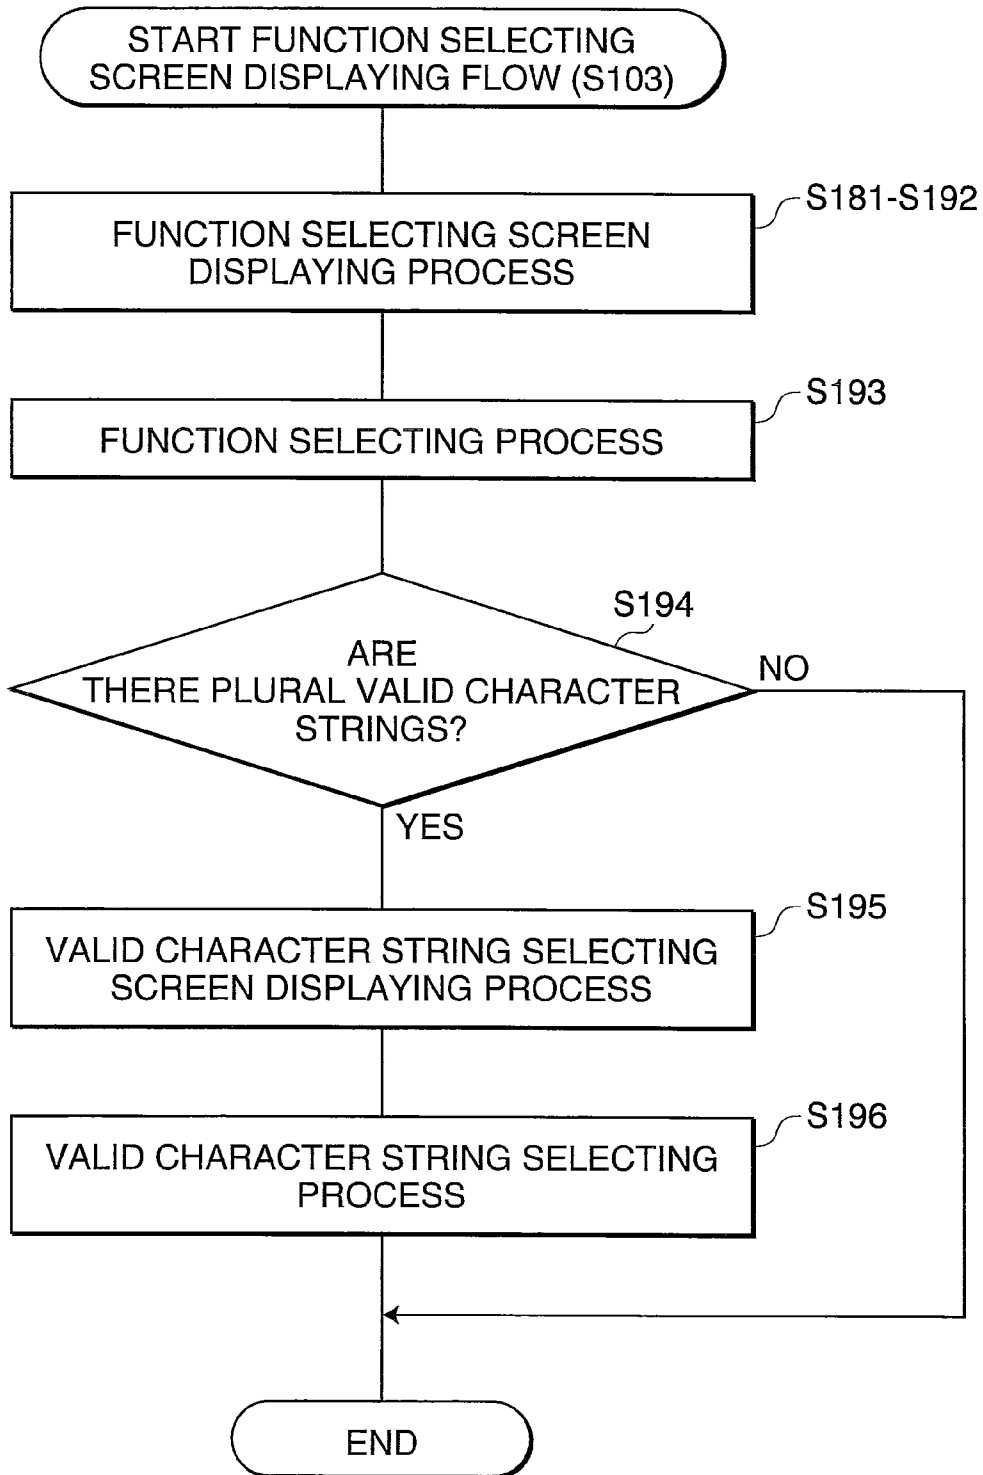 START FUNCTION SELECTING
SCREEN DISPLAYING FLOW (S103)
S181-S192
FUNCTION SELECTING SCREEN
DISPLAYING PROCESS
S193
FUNCTION SELECTING PROCESS
S194
ARE
THERE PLURAL VALID CHARACTER
STRINGS?
NO
YES
S195
VALID CHARACTER STRING SELECTING
SCREEN DISPLAYING PROCESS
S196
VALID CHARACTER STRING SELECTING
PROCESS
END